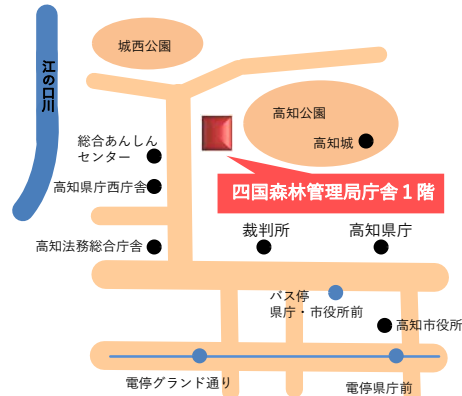 城西公園
江の口川
高知公園
高知城
総合あんしん
センター
高知県庁西庁舎
四国森林管理局庁舎１階
裁判所
高知県庁
高知法務総合庁舎
バス停
県庁・市役所前
高知市役所
電停グランド通り
電停県庁前